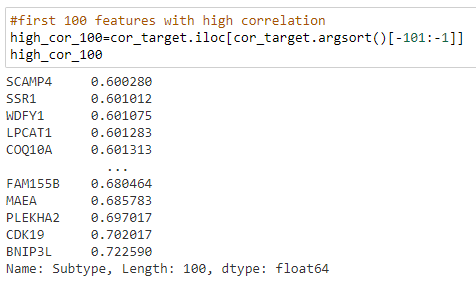 #first 100 features with high correlation
high_cor_100=cor_target.iloc[cor_target.argsort()[-101:-1]]
high_cor_100
SCAMP4 0.600280
SSR1 0.601012
WDFY1 0.601075
LPCAT1 0.601283
COQ10A 0.601313
...
FAM155B 0.680464
MAEA 0.685783
PLEKHA2 0.697017
CDK19 0.702017
BNIP3L 0.722590
Name: Subtype, Length: 100, dtype: float64